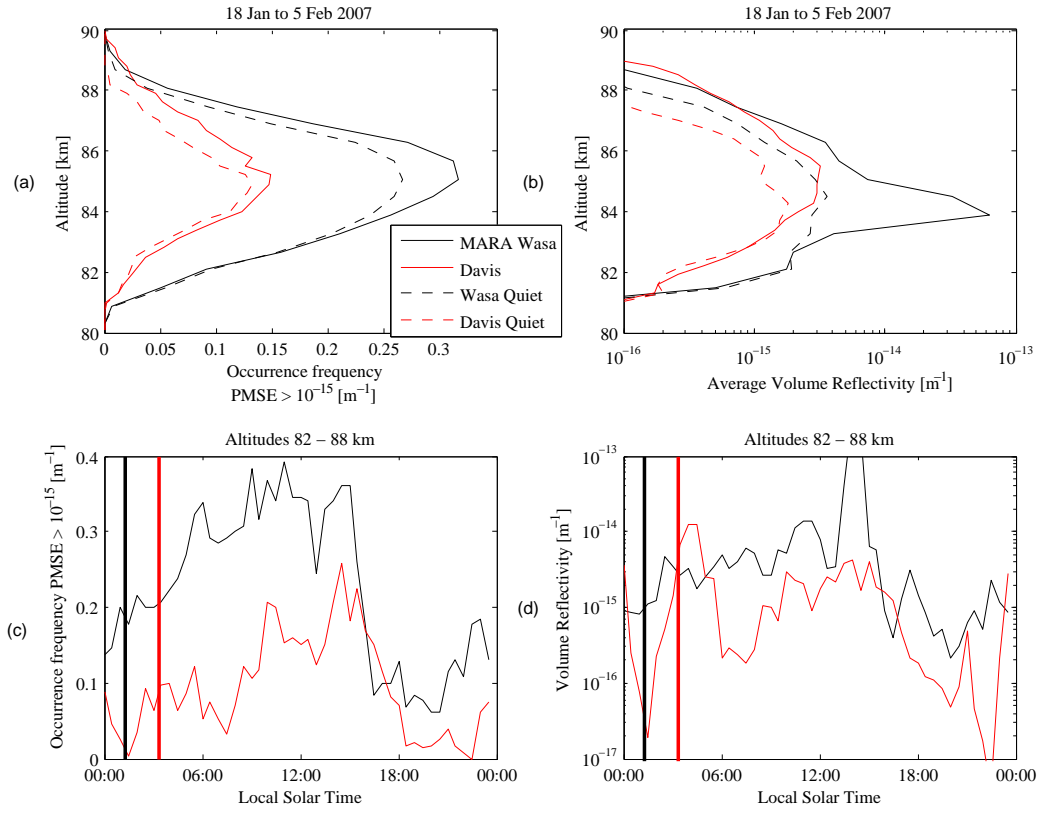 18 Jan to 5 Feb 2007
90
88
86
84
82
80
Altitude [km]
(a)
0
0.05
0.1
0.15
0.2
0.25
0.3
Occurrence frequency
PMSE > 10⁻¹⁵ [m⁻¹]
MARA Wasa
Davis
Wasa Quiet
Davis Quiet
18 Jan to 5 Feb 2007
90
88
86
84
82
80
Altitude [km]
(b)
10⁻¹⁶
10⁻¹⁵
10⁻¹⁴
10⁻¹³
Average Volume Reflectivity [m⁻¹]
Altitudes 82 – 88 km
0.4
0.3
0.2
0.1
0
Occurrence frequency PMSE > 10⁻¹⁵ [m⁻¹]
(c)
00:00
06:00
12:00
18:00
00:00
Local Solar Time
Altitudes 82 – 88 km
10⁻¹³
10⁻¹⁴
10⁻¹⁵
10⁻¹⁶
10⁻¹⁷
Volume Reflectivity [m⁻¹]
(d)
00:00
06:00
12:00
18:00
00:00
Local Solar Time